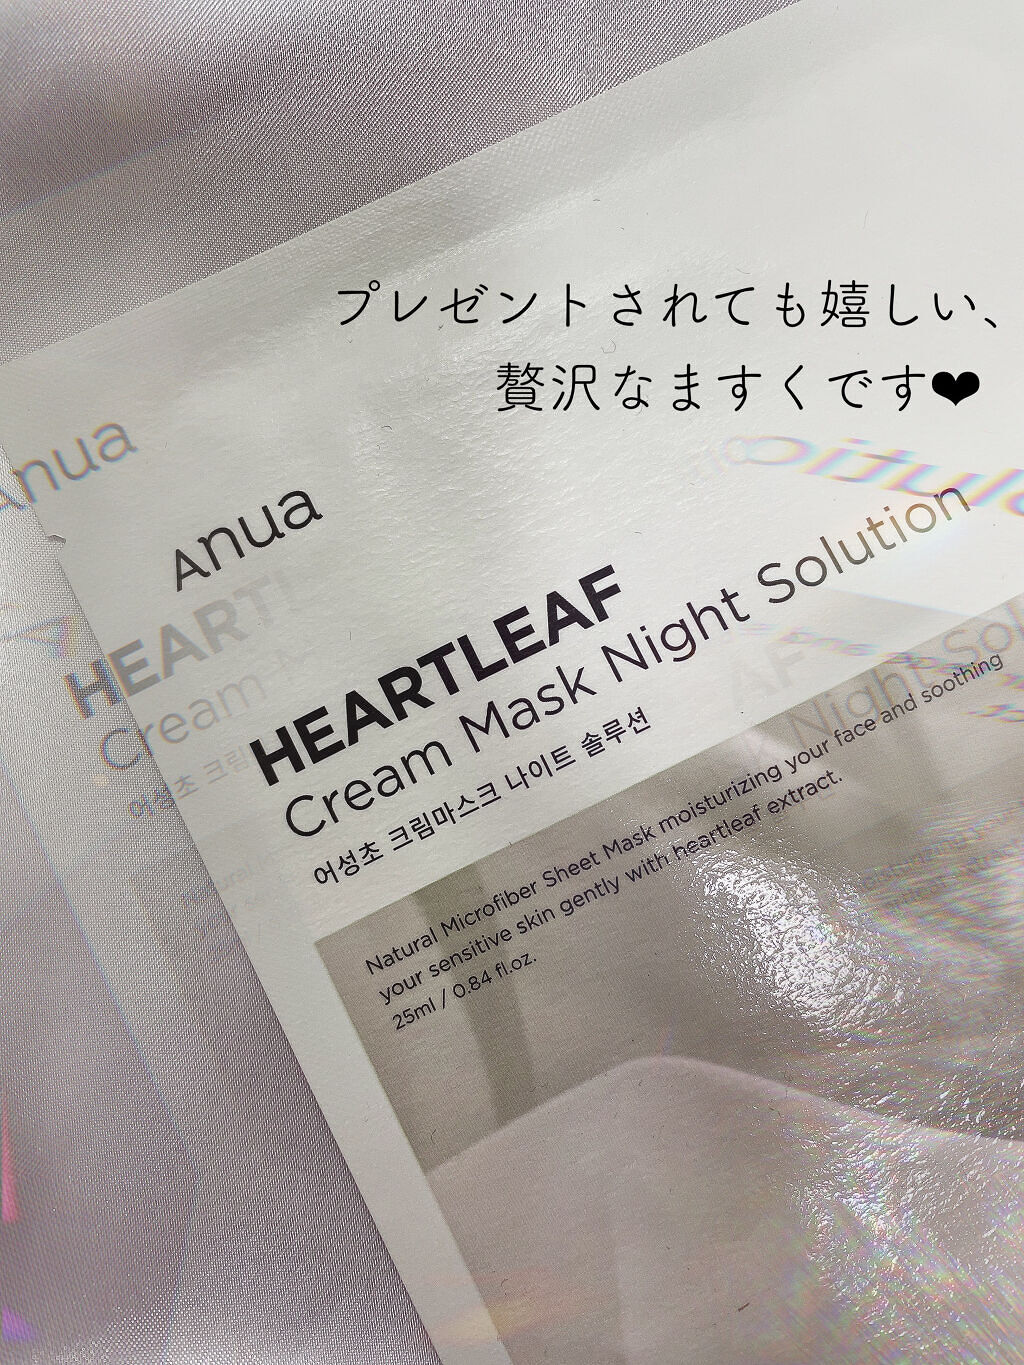 プレゼントされても嬉しい、
贅沢なますくです❤
Anua
HEARTLEAF
Cream Mask Night Solution
어성초 크림마스크 나이트 솔루션
Natural Microfiber Sheet Mask moisturizing your face and soothing
your sensitive skin gently with heartleaf extract.
25ml / 0.84 fl.oz.